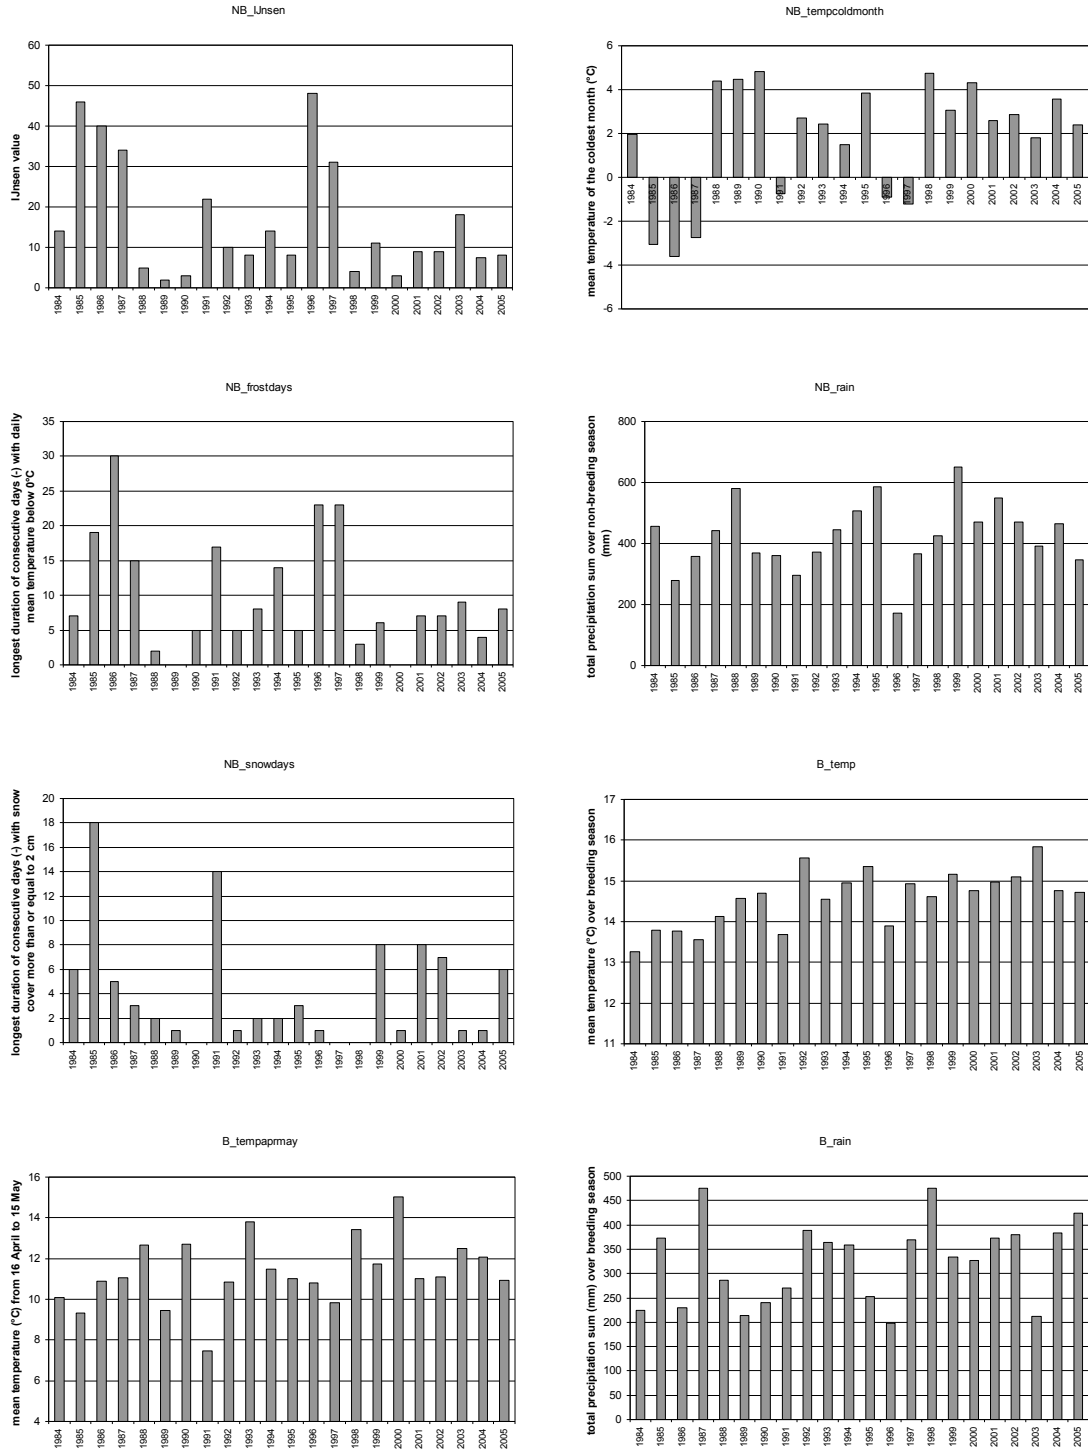 NB_IJnsen
IJnsen value
60
50
40
30
20
10
0
1984 1985 1986 1987 1988 1989 1990 1991 1992 1993 1994 1995 1996 1997 1998 1999 2000 2001 2002 2003 2004 2005
NB_tempcoldmonth
mean temperature of the coldest month (°C)
6
4
2
0
-2
-4
-6
1984 1985 1986 1987 1988 1989 1990 1991 1992 1993 1994 1995 1996 1997 1998 1999 2000 2001 2002 2003 2004 2005
NB_frostdays
longest duration of consecutive days (-) with daily
mean temperature below 0°C
35
30
25
20
15
10
5
0
1984 1985 1986 1987 1988 1989 1990 1991 1992 1993 1994 1995 1996 1997 1998 1999 2000 2001 2002 2003 2004 2005
NB_rain
total precipitation sum over non-breeding season
(mm)
800
600
400
200
0
1984 1985 1986 1987 1988 1989 1990 1991 1992 1993 1994 1995 1996 1997 1998 1999 2000 2001 2002 2003 2004 2005
NB_snowdays
longest duration of consecutive days (-) with snow
cover more than or equal to 2 cm
20
18
16
14
12
10
8
6
4
2
0
1984 1985 1986 1987 1988 1989 1990 1991 1992 1993 1994 1995 1996 1997 1998 1999 2000 2001 2002 2003 2004 2005
B_temp
mean temperature (°C) over breeding season
17
16
15
14
13
12
11
1984 1985 1986 1987 1988 1989 1990 1991 1992 1993 1994 1995 1996 1997 1998 1999 2000 2001 2002 2003 2004 2005
B_tempaprmay
mean temperature (°C) from 16 April to 15 May
16
14
12
10
8
6
4
1984 1985 1986 1987 1988 1989 1990 1991 1992 1993 1994 1995 1996 1997 1998 1999 2000 2001 2002 2003 2004 2005
B_rain
total precipitation sum (mm) over breeding season
500
450
400
350
300
250
200
150
100
50
0
1984 1985 1986 1987 1988 1989 1990 1991 1992 1993 1994 1995 1996 1997 1998 1999 2000 2001 2002 2003 2004 2005